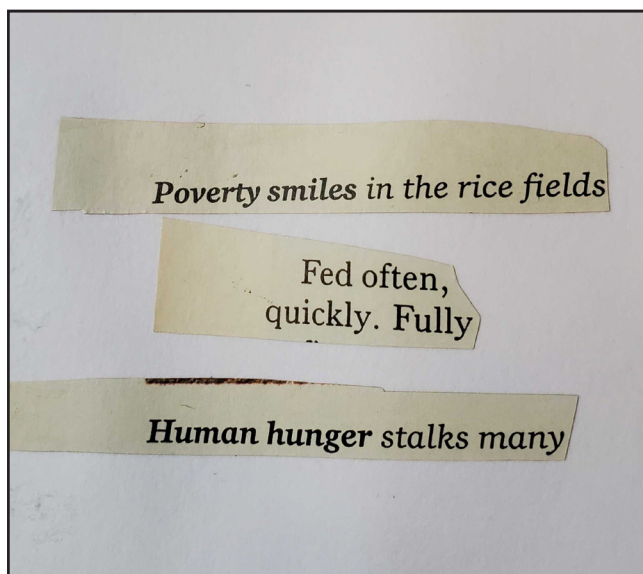 Poverty smiles in the rice fields
Fed often,
quickly. Fully
Human hunger stalks many